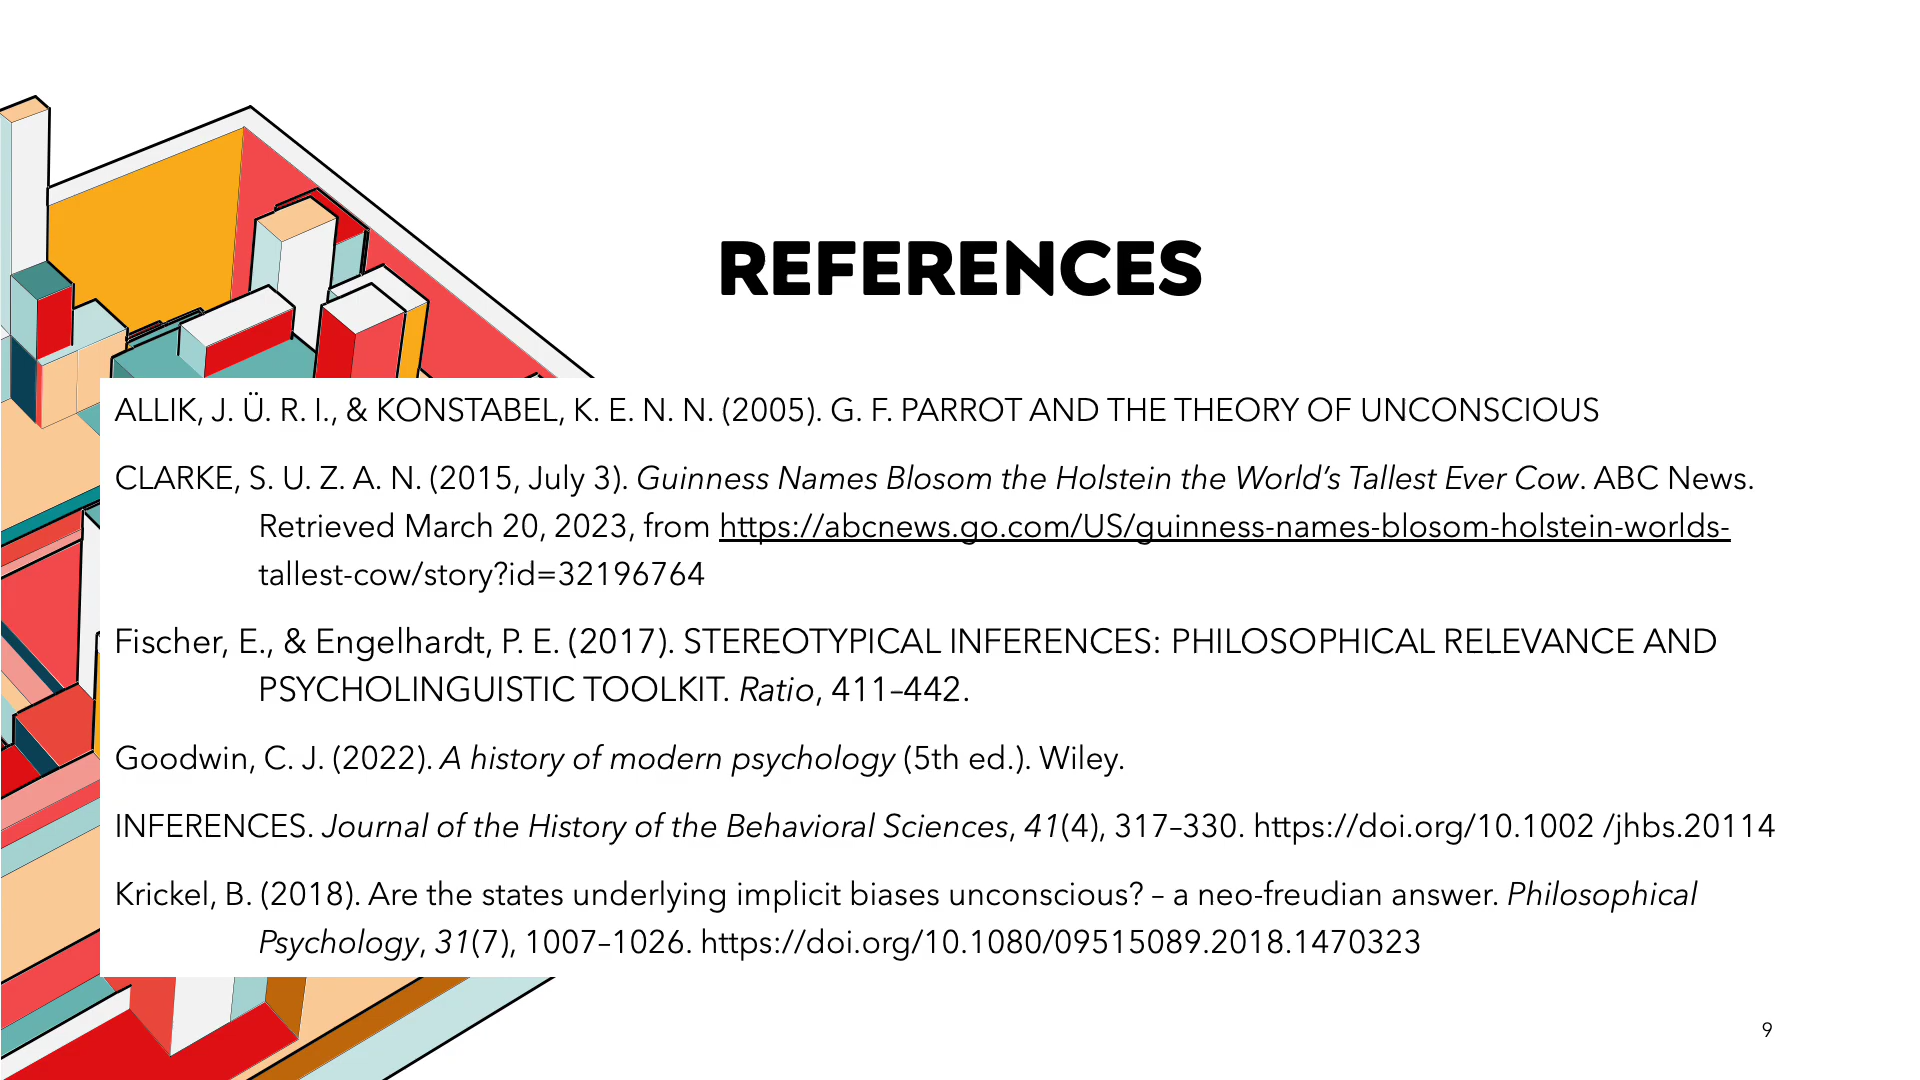 REFERENCES
ALLIK, J. Ü. R. I., & KONSTABEL, K. E. N. N. (2005). G. F. PARROT AND THE THEORY OF UNCONSCIOUS
CLARKE, S. U. Z. A. N. (2015, July 3). Guinness Names Blosom the Holstein the World’s Tallest Ever Cow. ABC News.
Retrieved March 20, 2023, from https://abcnews.go.com/US/guinness-names-blosom-holstein-worlds-
tallest-cow/story?id=32196764
Fischer, E., & Engelhardt, P. E. (2017). STEREOTYPICAL INFERENCES: PHILOSOPHICAL RELEVANCE AND
PSYCHOLINGUISTIC TOOLKIT. Ratio, 411–442.
Goodwin, C. J. (2022). A history of modern psychology (5th ed.). Wiley.
INFERENCES. Journal of the History of the Behavioral Sciences, 41(4), 317–330. https://doi.org/10.1002 /jhbs.20114
Krickel, B. (2018). Are the states underlying implicit biases unconscious? – a neo-freudian answer. Philosophical
Psychology, 31(7), 1007–1026. https://doi.org/10.1080/09515089.2018.1470323
9